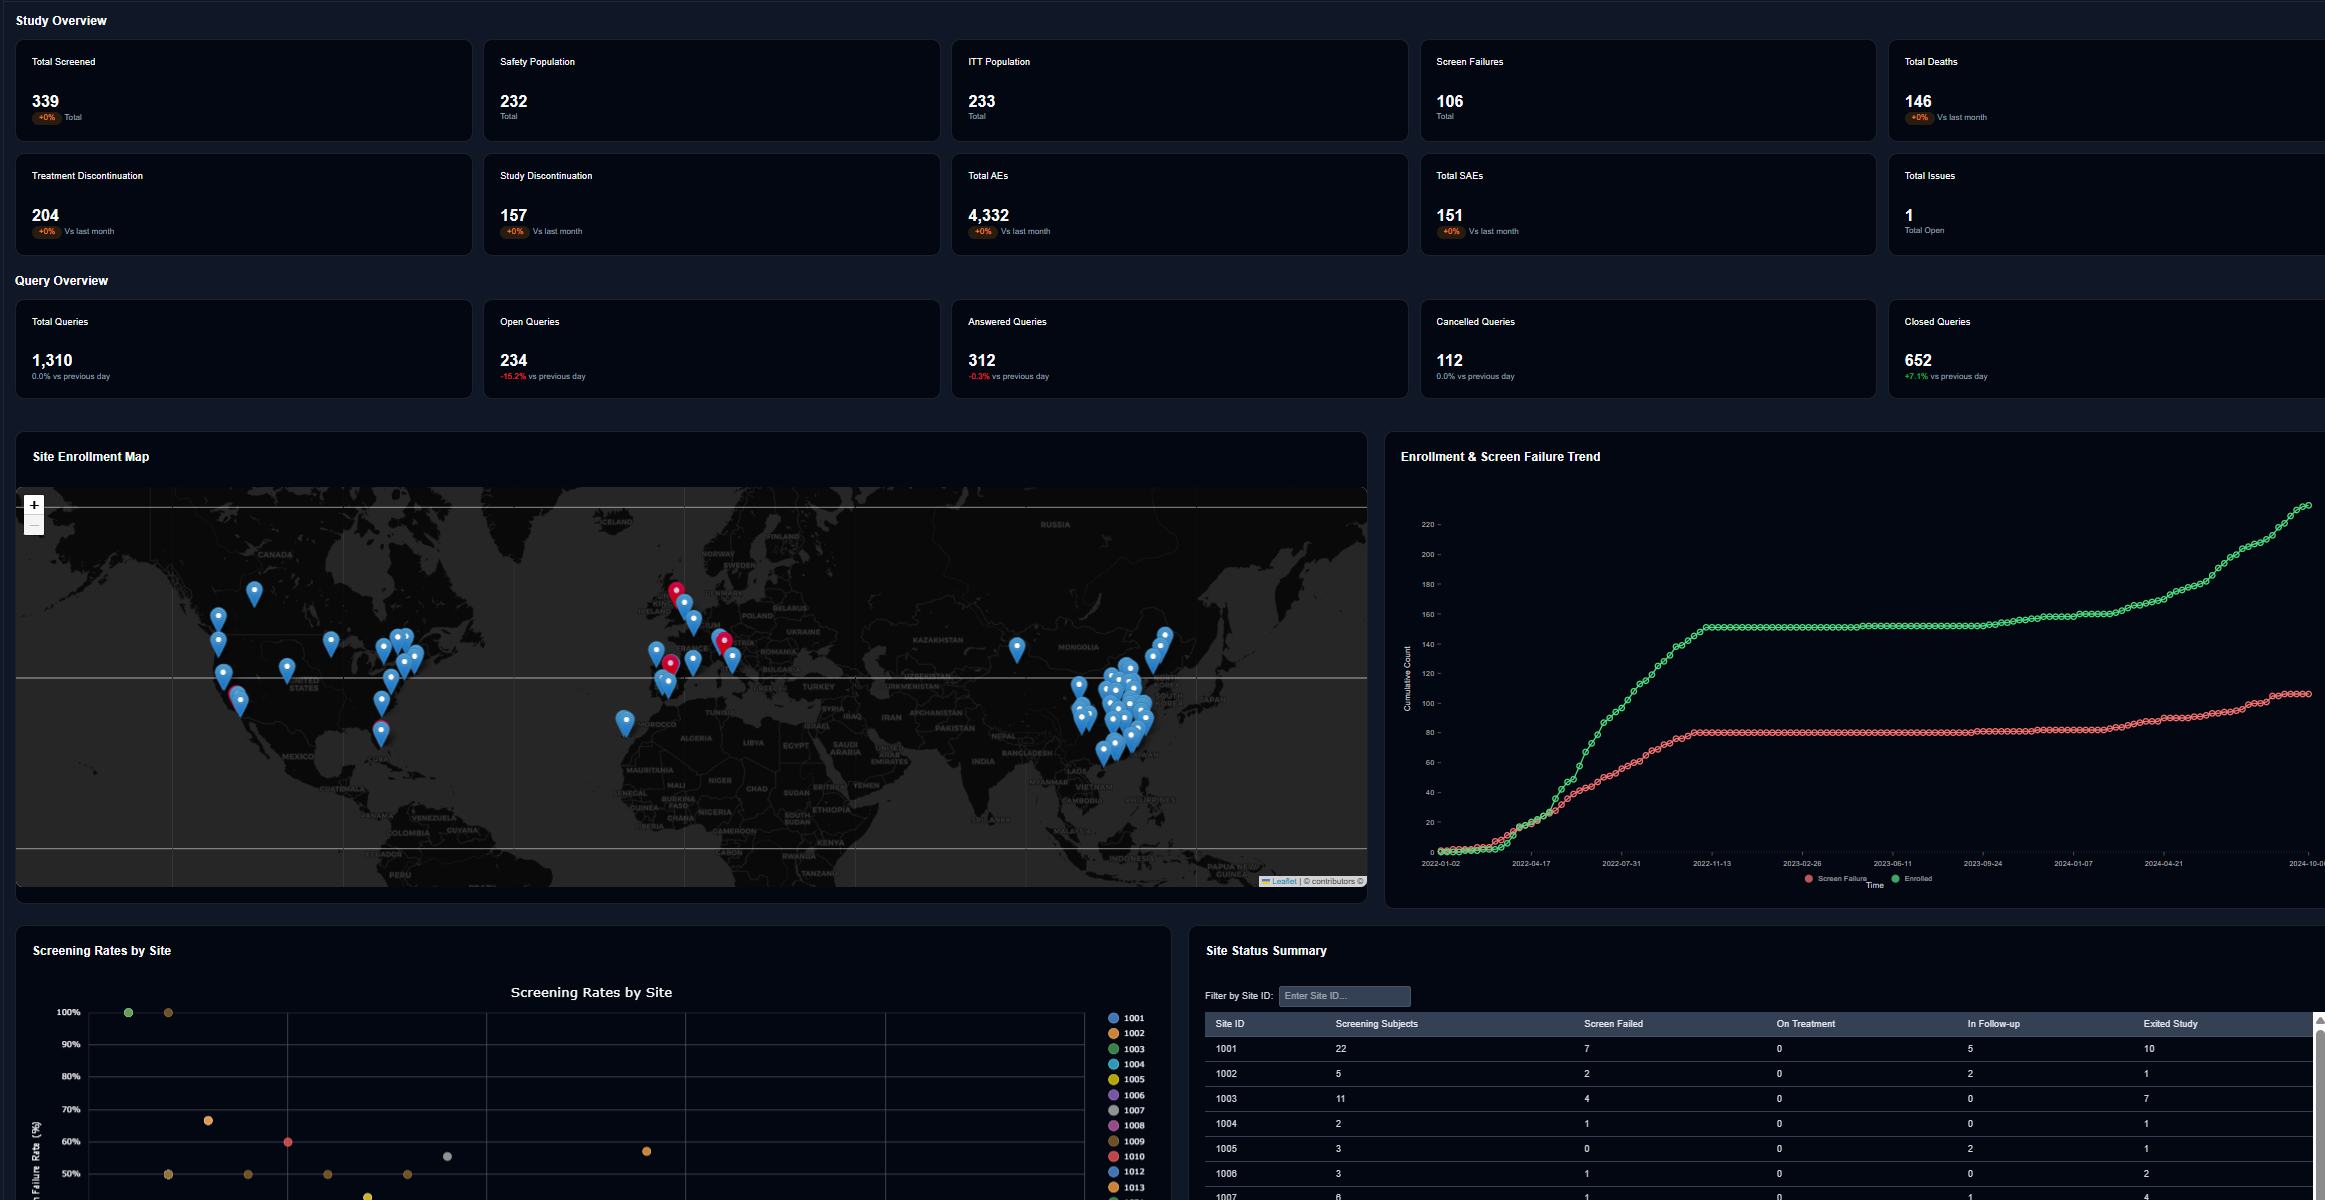 Study Overview
Total Screened
339
+0% Total
Safety Population
232
Total
ITT Population
233
Total
Screen Failures
106
Total
Total Deaths
146
+0% Vs last month
Treatment Discontinuation
204
+0% Vs last month
Study Discontinuation
157
+0% Vs last month
Total AEs
4,332
+0% Vs last month
Total SAEs
151
+0% Vs last month
Total Issues
1
Total Open
Query Overview
Total Queries
1,310
0.0% vs previous day
Open Queries
234
-15.2% vs previous day
Answered Queries
312
-0.3% vs previous day
Cancelled Queries
112
0.0% vs previous day
Closed Queries
652
+7.1% vs previous day
Site Enrollment Map
+
−
ICELAND
RUSSIA
CANADA
NORWAY
FINLAND
SWEDEN
POLAND
BELARUS
UKRAINE
KAZAKHSTAN
MONGOLIA
FRANCE
ROMANIA
BULGARIA
UNITED
STATES
TURKEY
UZBEKISTAN
TURKMENISTAN
JAPAN
SYRIA
IRAQ
IRAN
AFGHANISTAN
MOROCCO
ALGERIA
LIBYA
EGYPT
ISRAEL
SAUDI
ARABIA
UNITED
ARAB
EMIRATES
PAKISTAN
NEPAL
BANGLADESH
INDIA
MEXICO
CUBA
MAURITANIA
MALI
NIGER
CHAD
SUDAN
ERITREA
YEMEN
LAOS
VIETNAM
CAMBODIA
PHILIPPINES
GUATEMALA
SENEGAL
GUINEA
BURKINA
FASO
GHANA
NIGERIA
SOUTH
SUDAN
ETHIOPIA
SRI LANKA
PANAMA
VENEZUELA
COLOMBIA
GUYANA
CAMEROON
KENYA
MALAYSIA
ECUADOR
GABON
RWANDA
INDONESIA
PERU
TANZANIA
PAPUA NEW
GUINEA
Leaflet | © contributors ©
Enrollment & Screen Failure Trend
Cumulative Count
220
200
180
160
140
120
100
80
60
40
20
0
2022-01-02
2022-04-17
2022-07-31
2022-11-13
2023-02-26
2023-06-11
2023-09-24
2024-01-07
2024-04-21
2024-10-0
Screen Failure
Enrolled
Time
Screening Rates by Site
Screening Rates by Site
100%
90%
80%
70%
60%
50%
n Failure Rate (%)
1001
1002
1003
1004
1005
1006
1007
1008
1009
1010
1012
1013
Site Status Summary
Filter by Site ID: Enter Site ID...
Site ID Screening Subjects Screen Failed On Treatment In Follow-up Exited Study
1001 22 7 0 5 10
1002 5 2 0 2 1
1003 11 4 0 0 7
1004 2 1 0 0 1
1005 3 0 0 2 1
1006 3 1 0 0 2
1007 6 1 0 1 4